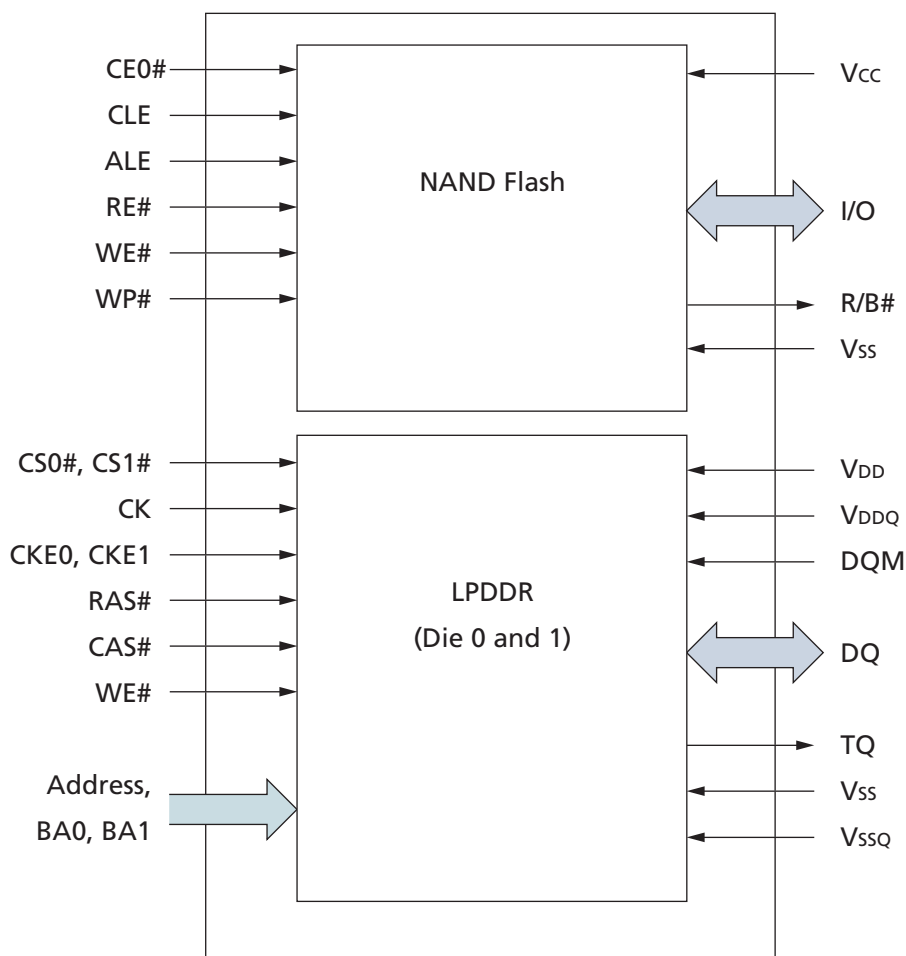 CE0#
CLE
ALE
RE#
WE#
WP#
NAND Flash
Vcc
I/O
R/B#
Vss
CS0#, CS1#
CK
CKE0, CKE1
RAS#
CAS#
WE#
Address,
BA0, BA1
LPDDR
(Die 0 and 1)
VDD
VDDQ
DQM
DQ
TQ
Vss
VssQ